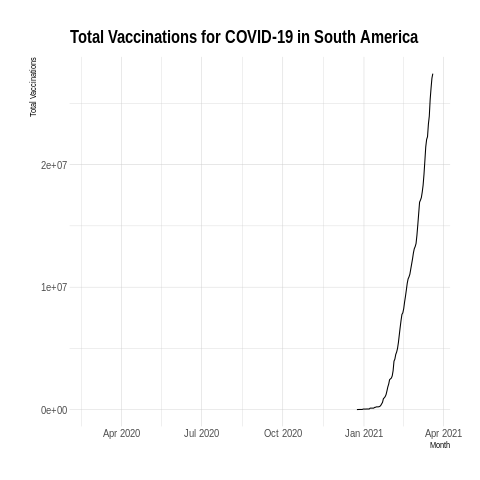 Total Vaccinations for COVID-19 in South America
Total Vaccinations
2e+07
1e+07
0e+00
Apr 2020 Jul 2020 Oct 2020 Jan 2021 Apr 2021
Month